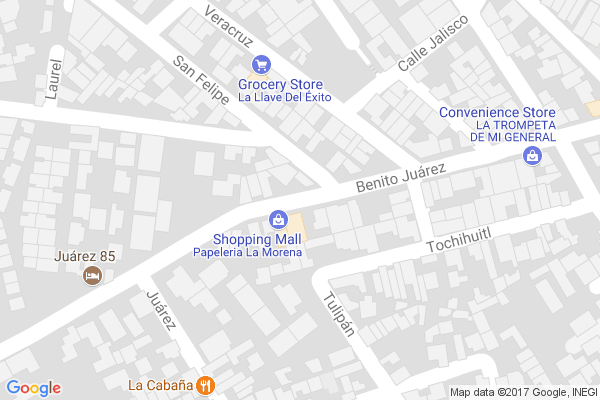 Veracruz
Calle Jalisco
Laurel
San Felipe
Grocery Store
La Llave Del Éxito
Convenience Store
LA TROMPETA
DE MI GENERAL
Benito Juárez
Shopping Mall
Papeleria La Morena
Tochihuitl
Juárez 85
Juárez
Tulipán
La Cabaña
Google
Map data ©2017 Google, INEGI